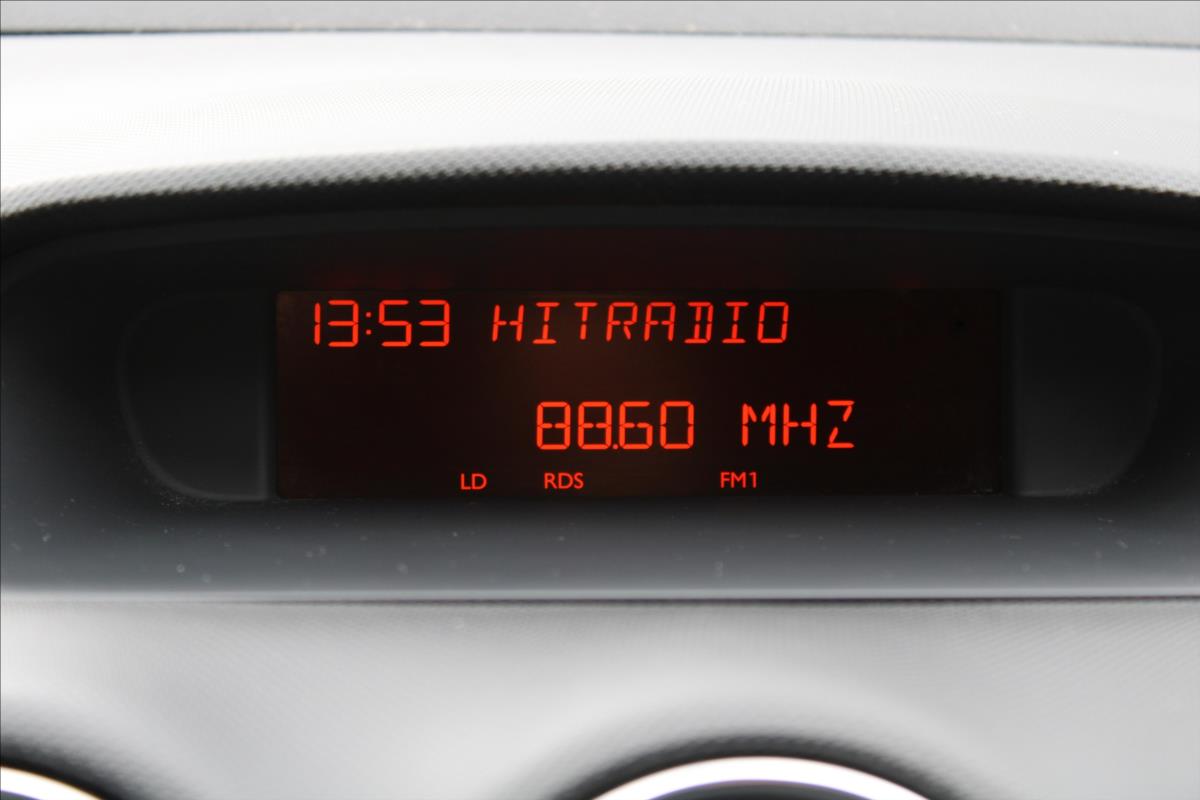 13:53 HITRADIO
88.60 MHZ
LD RDS FM1